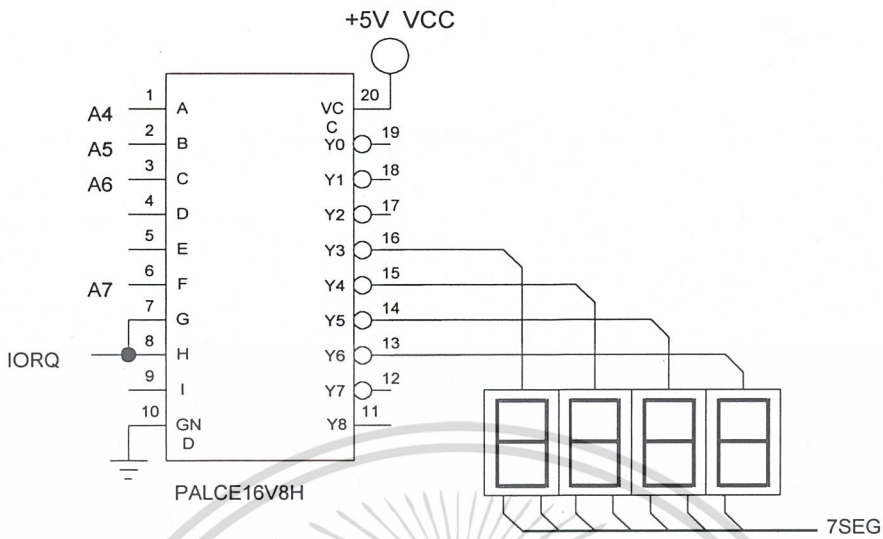 +5V VCC
A4 1 A VC C 20
A5 2 B Y0 19
A6 3 C Y1 18
4 D Y2 17
5 E Y3 16
A7 6 F Y4 15
7 G Y5 14
IORQ 8 H Y6 13
9 I Y7 12
10 GN D Y8 11
PALCE16V8H
7SEG